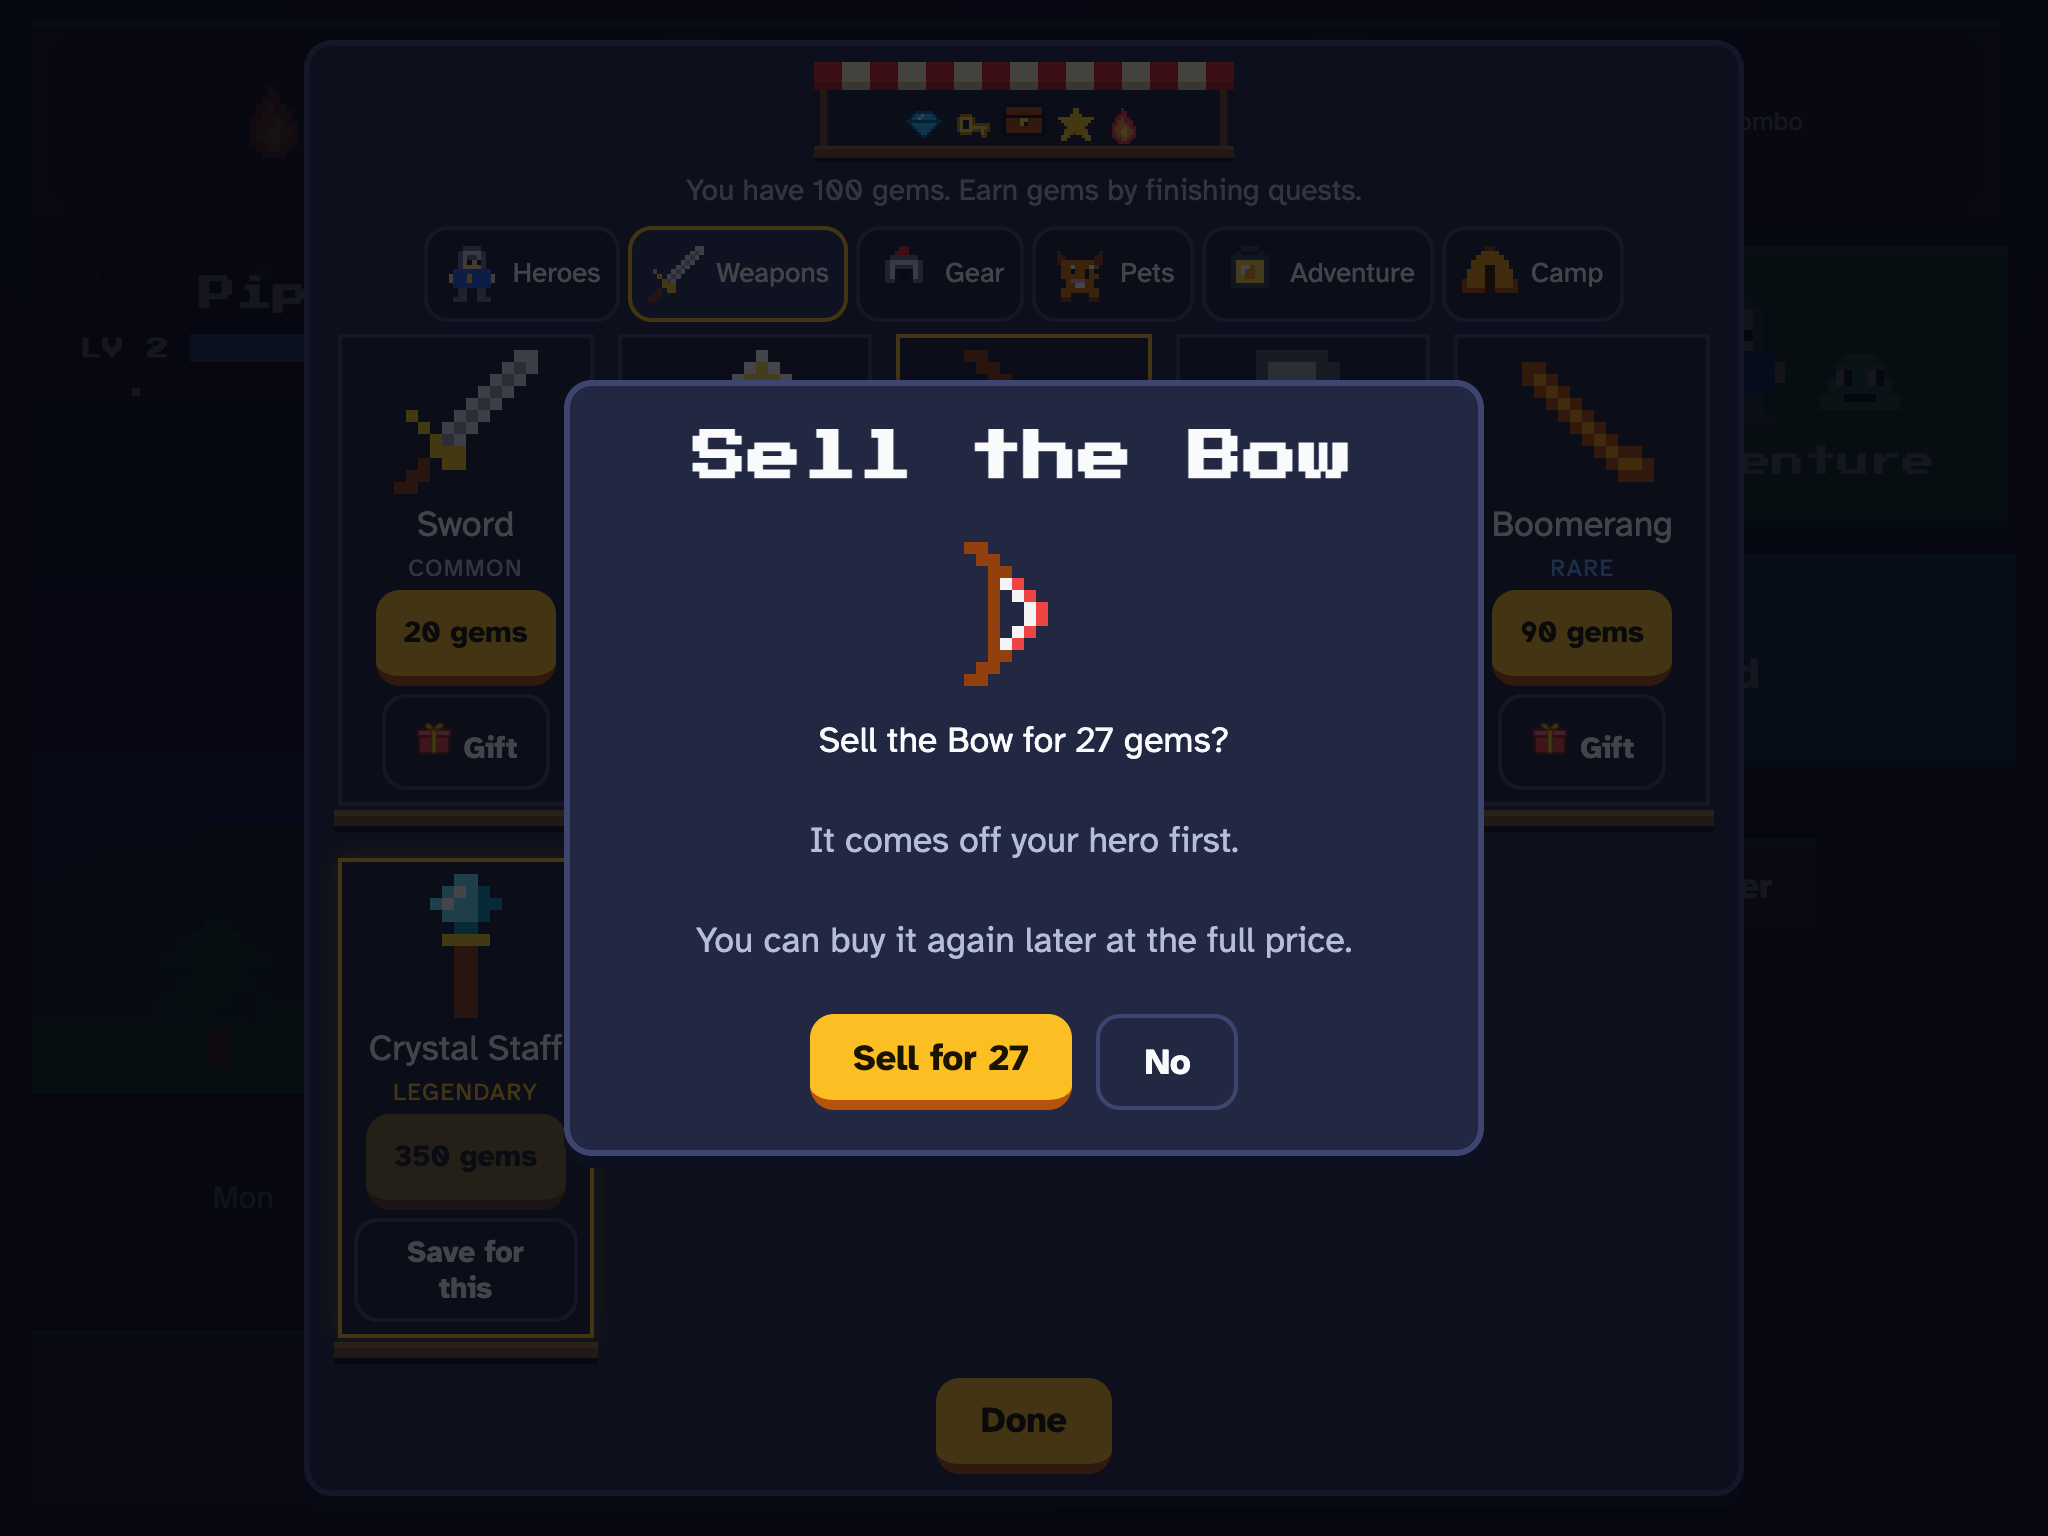 You have 100 gems. Earn gems by finishing quests.
Heroes
Weapons
Gear
Pets
Adventure
Camp
LV 2
Sword
COMMON
20 gems
Gift
Boomerang
RARE
90 gems
Gift
Sell the Bow
Sell the Bow for 27 gems?
It comes off your hero first.
You can buy it again later at the full price.
Sell for 27
No
Crystal Staff
LEGENDARY
350 gems
Save for
this
Mon
Done